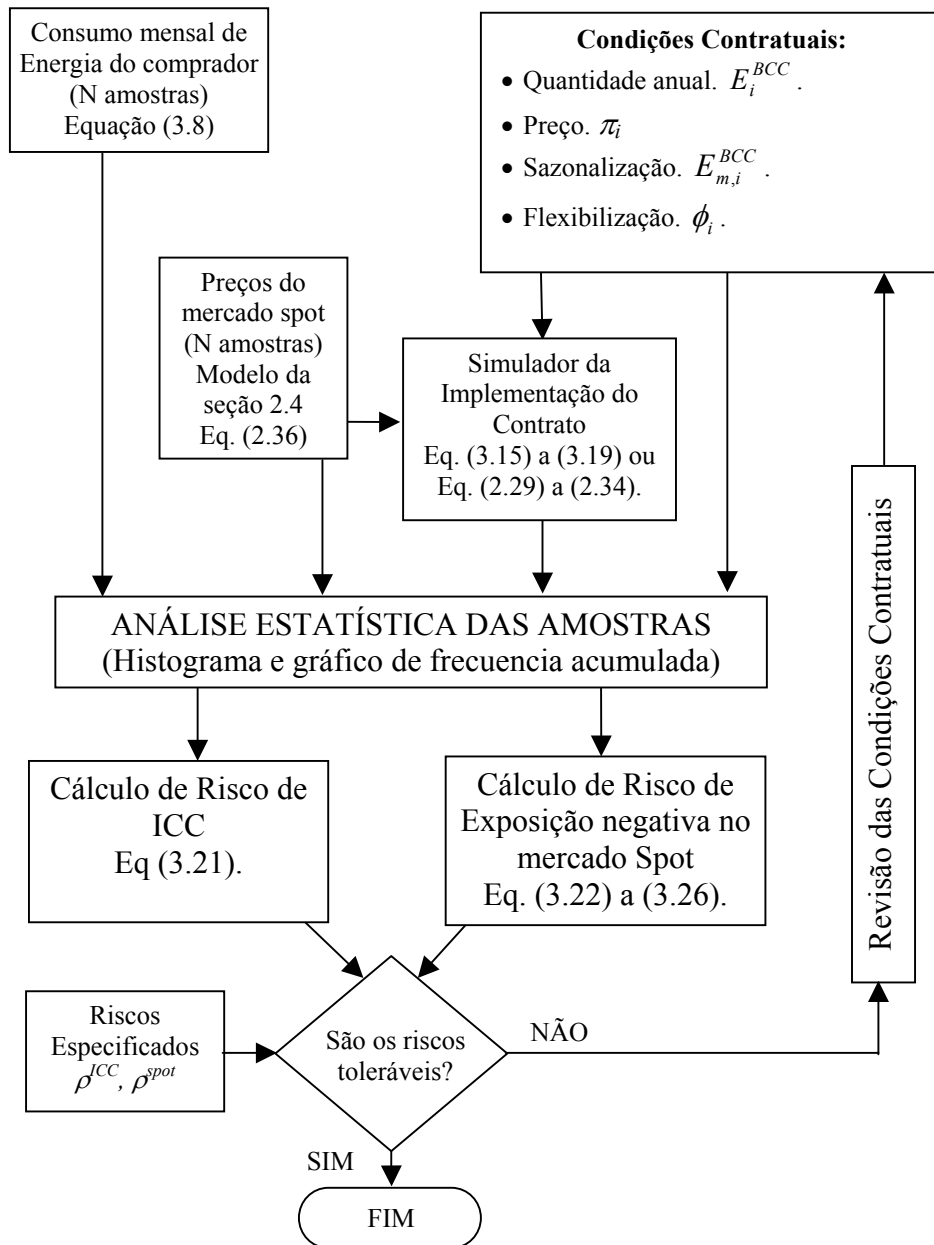 Consumo mensal de
Energia do comprador
(N amostras)
Equação (3.8)
Condições Contratuais:
• Quantidade anual. E_i^{BCC} .
• Preço. π_i
• Sazonalização. E_{m,i}^{BCC} .
• Flexibilização. ϕ_i .
Preços do
mercado spot
(N amostras)
Modelo da
seção 2.4
Eq. (2.36)
Simulador da
Implementação do
Contrato
Eq. (3.15) a (3.19) ou
Eq. (2.29) a (2.34).
ANÁLISE ESTATÍSTICA DAS AMOSTRAS
(Histograma e gráfico de frecuencia acumulada)
Cálculo de Risco de
ICC
Eq (3.21).
Cálculo de Risco de
Exposição negativa no
mercado Spot
Eq. (3.22) a (3.26).
Revisão das Condições Contratuais
Riscos
Especificados
ρ^{ICC}, ρ^{spot}
São os riscos
toleráveis?
NÃO
SIM
FIM